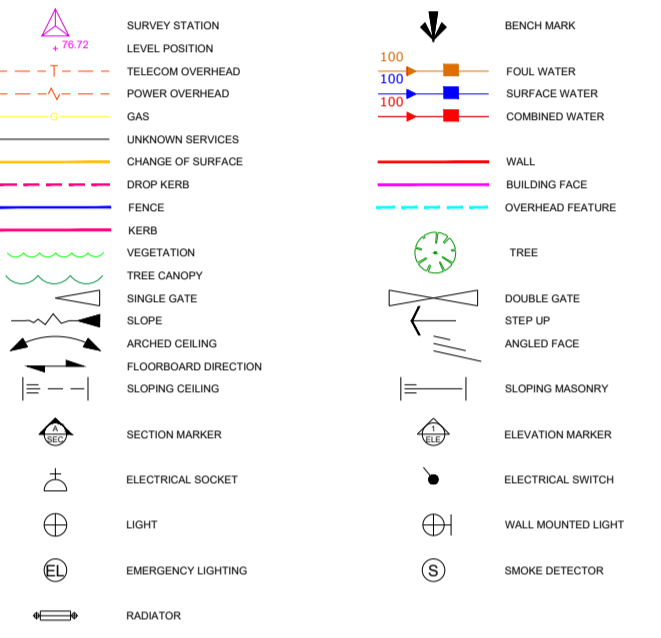 SURVEY STATION
BENCH MARK
+ 76.72
LEVEL POSITION
100
T
TELECOM OVERHEAD
FOUL WATER
100
POWER OVERHEAD
SURFACE WATER
100
G
GAS
COMBINED WATER
UNKNOWN SERVICES
CHANGE OF SURFACE
WALL
DROP KERB
BUILDING FACE
FENCE
OVERHEAD FEATURE
KERB
VEGETATION
TREE
TREE CANOPY
SINGLE GATE
DOUBLE GATE
SLOPE
STEP UP
ARCHED CEILING
ANGLED FACE
FLOORBOARD DIRECTION
SLOPING CEILING
SLOPING MASONRY
A
SEC
SECTION MARKER
1
ELE
ELEVATION MARKER
ELECTRICAL SOCKET
ELECTRICAL SWITCH
LIGHT
WALL MOUNTED LIGHT
EL
EMERGENCY LIGHTING
S
SMOKE DETECTOR
RADIATOR